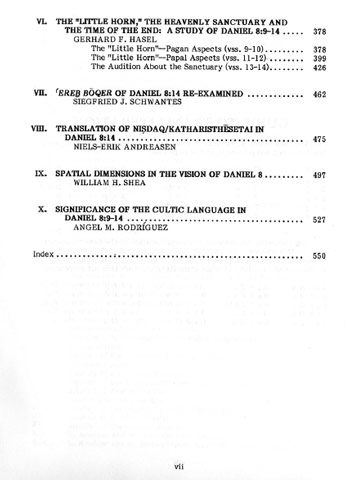 VI. THE "LITTLE HORN," THE HEAVENLY SANCTUARY AND
THE TIME OF THE END: A STUDY OF DANIEL 8:9-14 ..... 378
GERHARD F. HASEL
The "Little Horn"—Pagan Aspects (vss. 9-10) ......... 378
The "Little Horn"—Papal Aspects (vss. 11-12) ....... 399
The Audition About the Sanctuary (vss. 13-14) ....... 426
VII. ʿEREB BŌQER OF DANIEL 8:14 RE-EXAMINED ............ 462
SIEGFRIED J. SCHWANTES
VIII. TRANSLATION OF NIṢDAQ/KATHARISTHĒSETAI IN
DANIEL 8:14 ........................................ 475
NIELS-ERIK ANDREASEN
IX. SPATIAL DIMENSIONS IN THE VISION OF DANIEL 8 ......... 497
WILLIAM H. SHEA
X. SIGNIFICANCE OF THE CULTIC LANGUAGE IN
DANIEL 8:9-14 ...................................... 527
ANGEL M. RODRÍGUEZ
Index ................................................... 550
vii